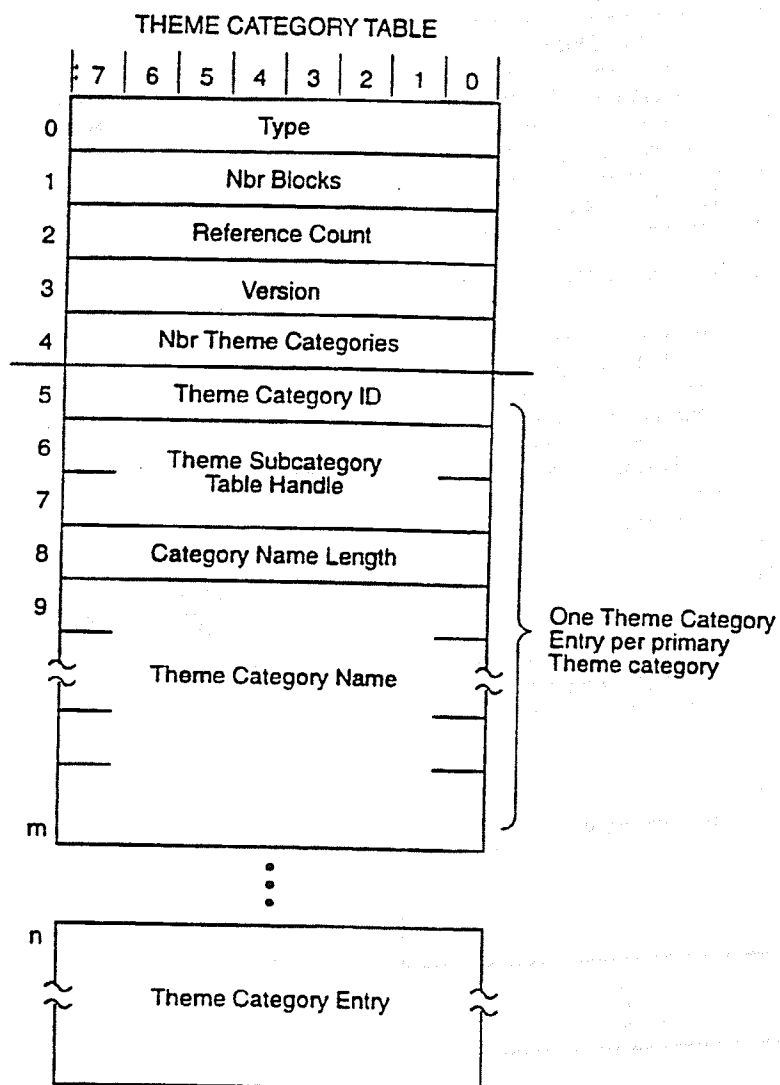 THEME CATEGORY TABLE
7 6 5 4 3 2 1 0
0 Type
1 Nbr Blocks
2 Reference Count
3 Version
4 Nbr Theme Categories
5 Theme Category ID
6 Theme Subcategory
7 Table Handle
8 Category Name Length
9
Theme Category Name
One Theme Category
Entry per primary
Theme category
m
n
Theme Category Entry